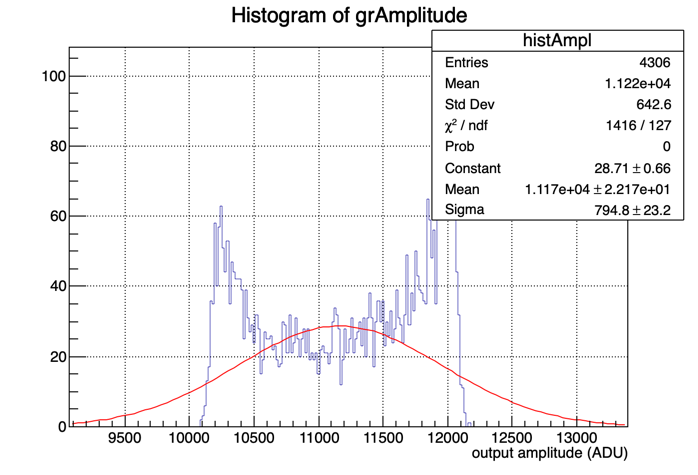 Histogram of grAmplitude
histAmpl
Entries 4306
Mean 1.122e+04
Std Dev 642.6
χ² / ndf 1416 / 127
Prob 0
Constant 28.71 ± 0.66
Mean 1.117e+04 ± 2.217e+01
Sigma 794.8 ± 23.2
100
80
60
40
20
0
9500 10000 10500 11000 11500 12000 12500 13000
output amplitude (ADU)